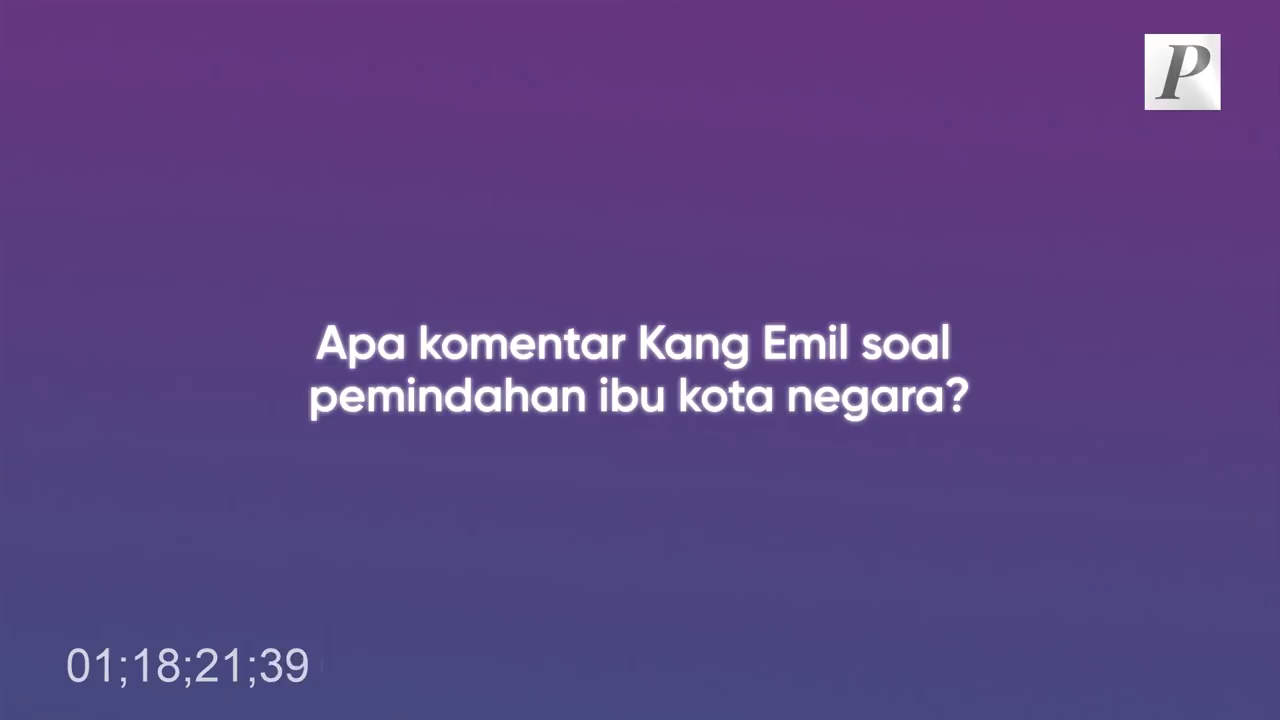 P
Apa komentar Kang Emil soal
pemindahan ibu kota negara?
01;18;21;39